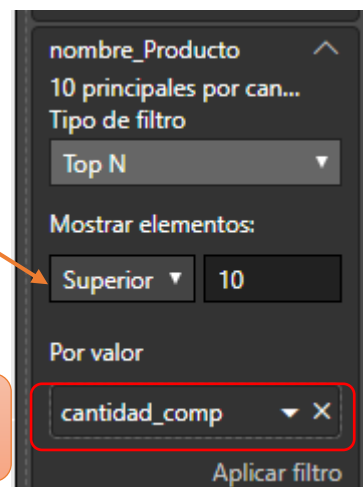 nombre_Producto
10 principales por can...
Tipo de filtro
Top N
Mostrar elementos:
Superior 10
Por valor
cantidad_comp
Aplicar filtro